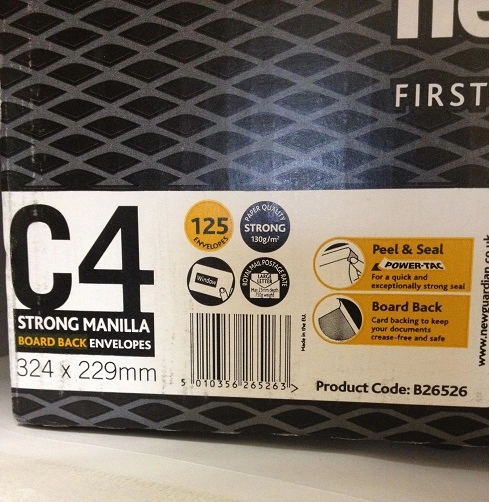 ne
FIRST
C4
STRONG MANILLA
BOARD BACK ENVELOPES
324 x 229mm
125
ENVELOPES
PAPER QUALITY
STRONG
130g/m²
Window
ROYAL MAIL POSTAGE RATE
LARGE
LETTER
Peel & Seal
POWER-TAC
For a quick and
exceptionally strong seal
Board Back
Card backing to keep
your documents
crease-free and safe
Made in the EU
5 010356 265263 >
Product Code: B26526
www.newguardian.co.uk